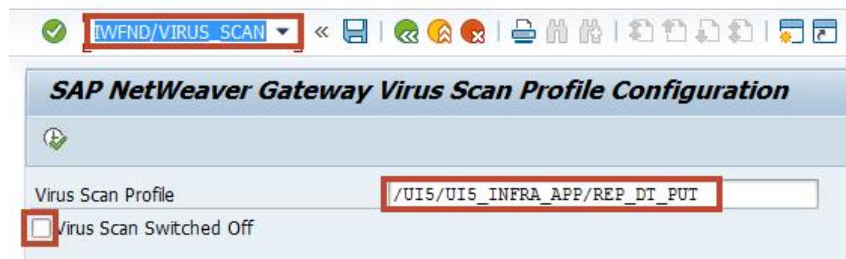 IWFND/VIRUS_SCAN
SAP NetWeaver Gateway Virus Scan Profile Configuration
Virus Scan Profile /UI5/UI5_INFRA_APP/REP_DT_PUT
Virus Scan Switched Off